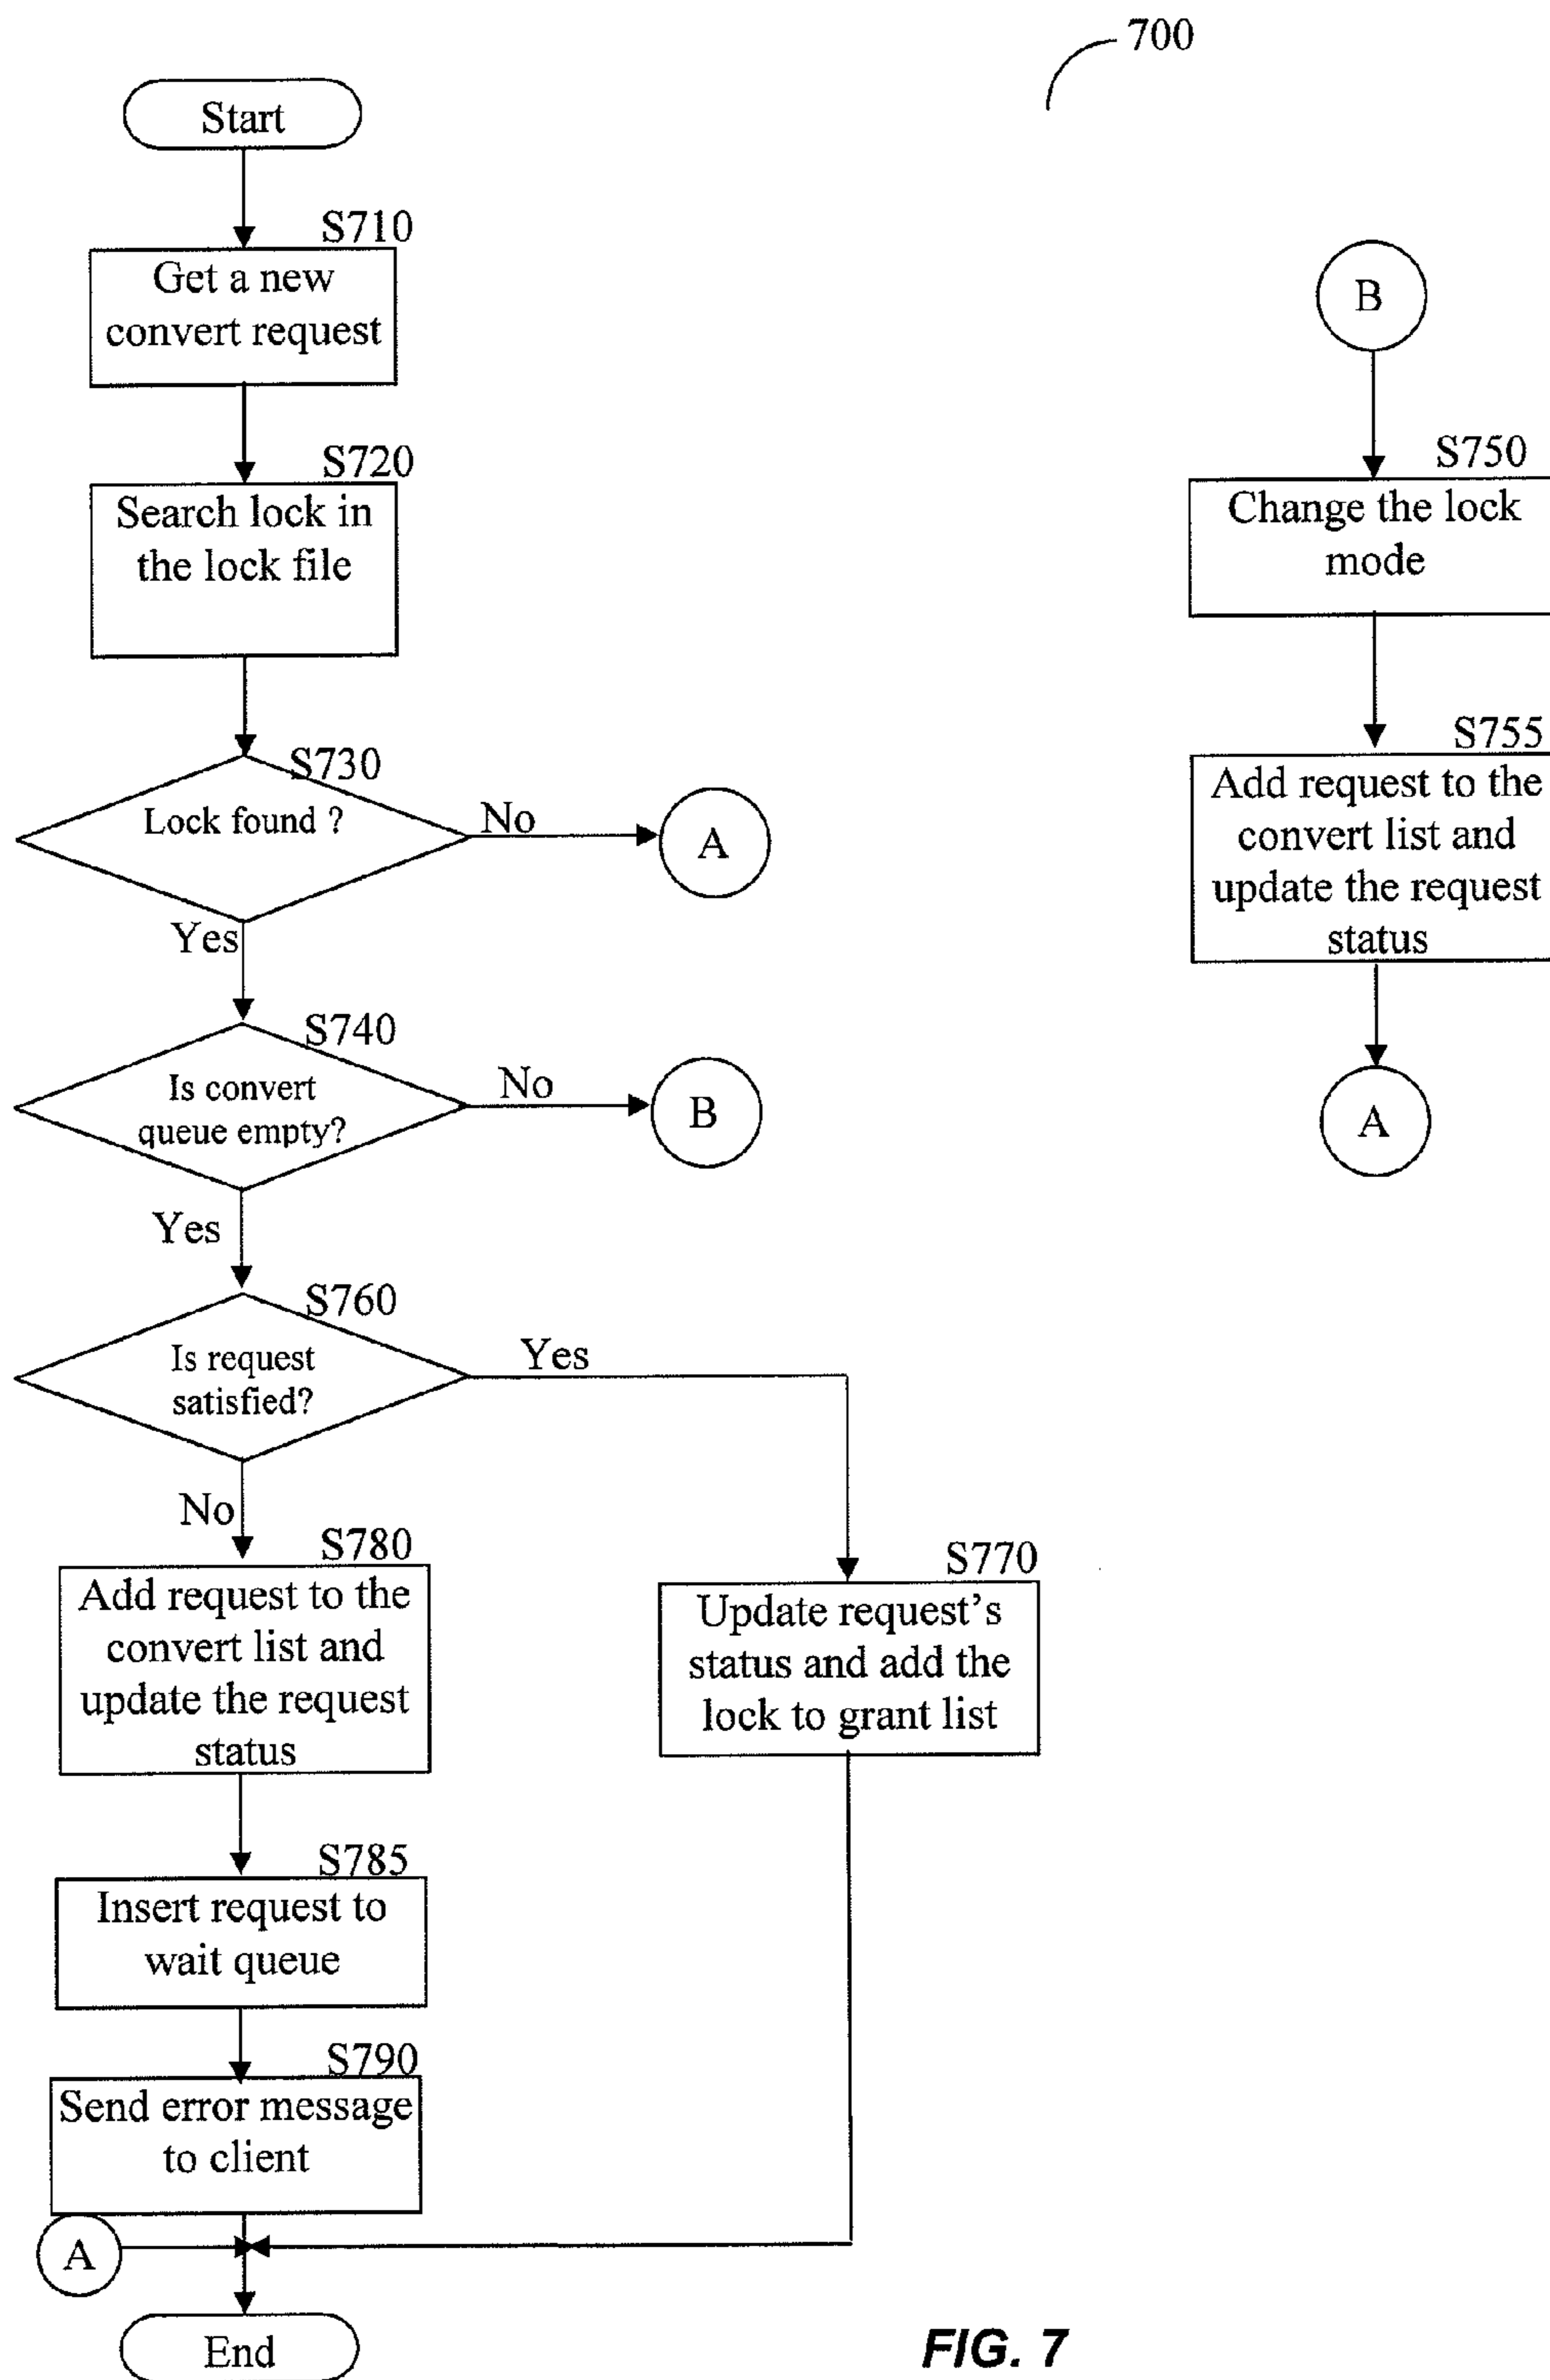 700
Start
S710
Get a new
convert request
S720
Search lock in
the lock file
S730
Lock found ?
No
A
Yes
S740
Is convert
queue empty?
No
B
Yes
S760
Is request
satisfied?
Yes
No
S780
Add request to the
convert list and
update the request
status
S770
Update request’s
status and add the
lock to grant list
S785
Insert request to
wait queue
S790
Send error message
to client
A
End
B
S750
Change the lock
mode
S755
Add request to the
convert list and
update the request
status
A
FIG. 7